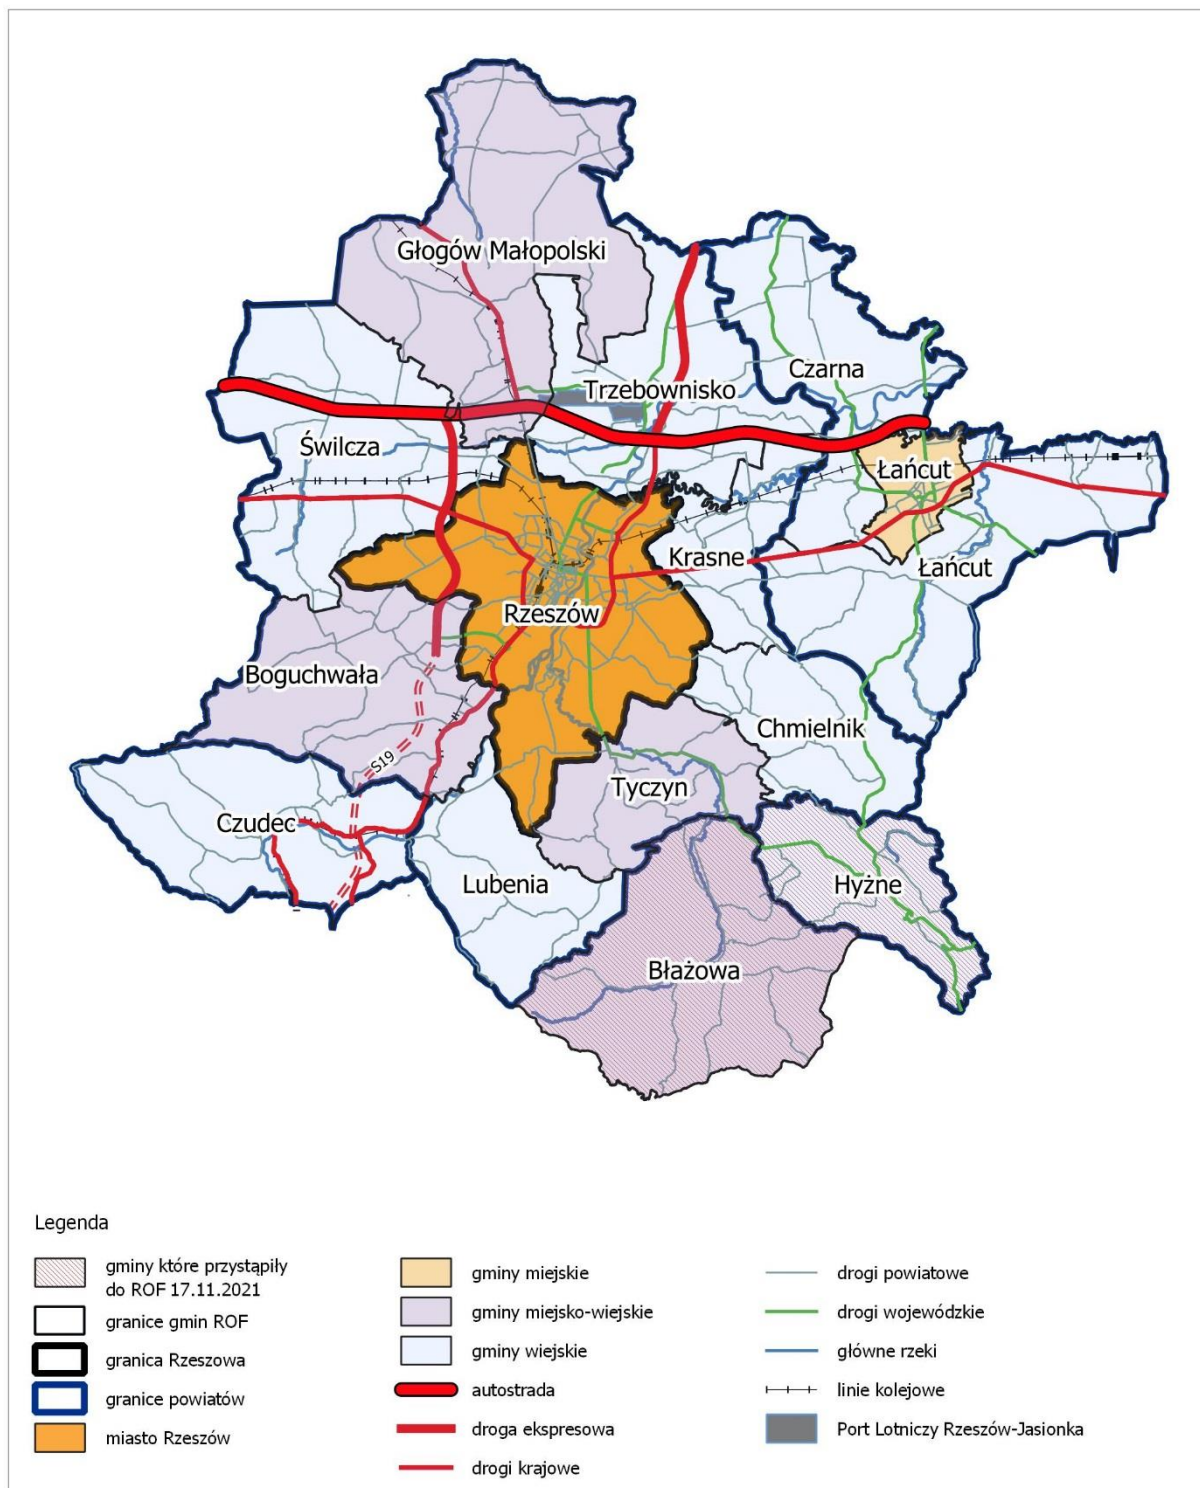 Głogów Małopolski
Czarna
Trzebownisko
Świlcza
Łańcut
Krasne
Łańcut
Rzeszów
Boguchwała
Chmielnik
S19
Tyczyn
Czudec
Lubenia
Hyżne
Błażowa
Legenda
gminy które przystąpiły
do ROF 17.11.2021
granice gmin ROF
granica Rzeszowa
granice powiatów
miasto Rzeszów
gminy miejskie
gminy miejsko-wiejskie
gminy wiejskie
autostrada
droga ekspresowa
drogi krajowe
drogi powiatowe
drogi wojewódzkie
główne rzeki
linie kolejowe
Port Lotniczy Rzeszów-Jasionka